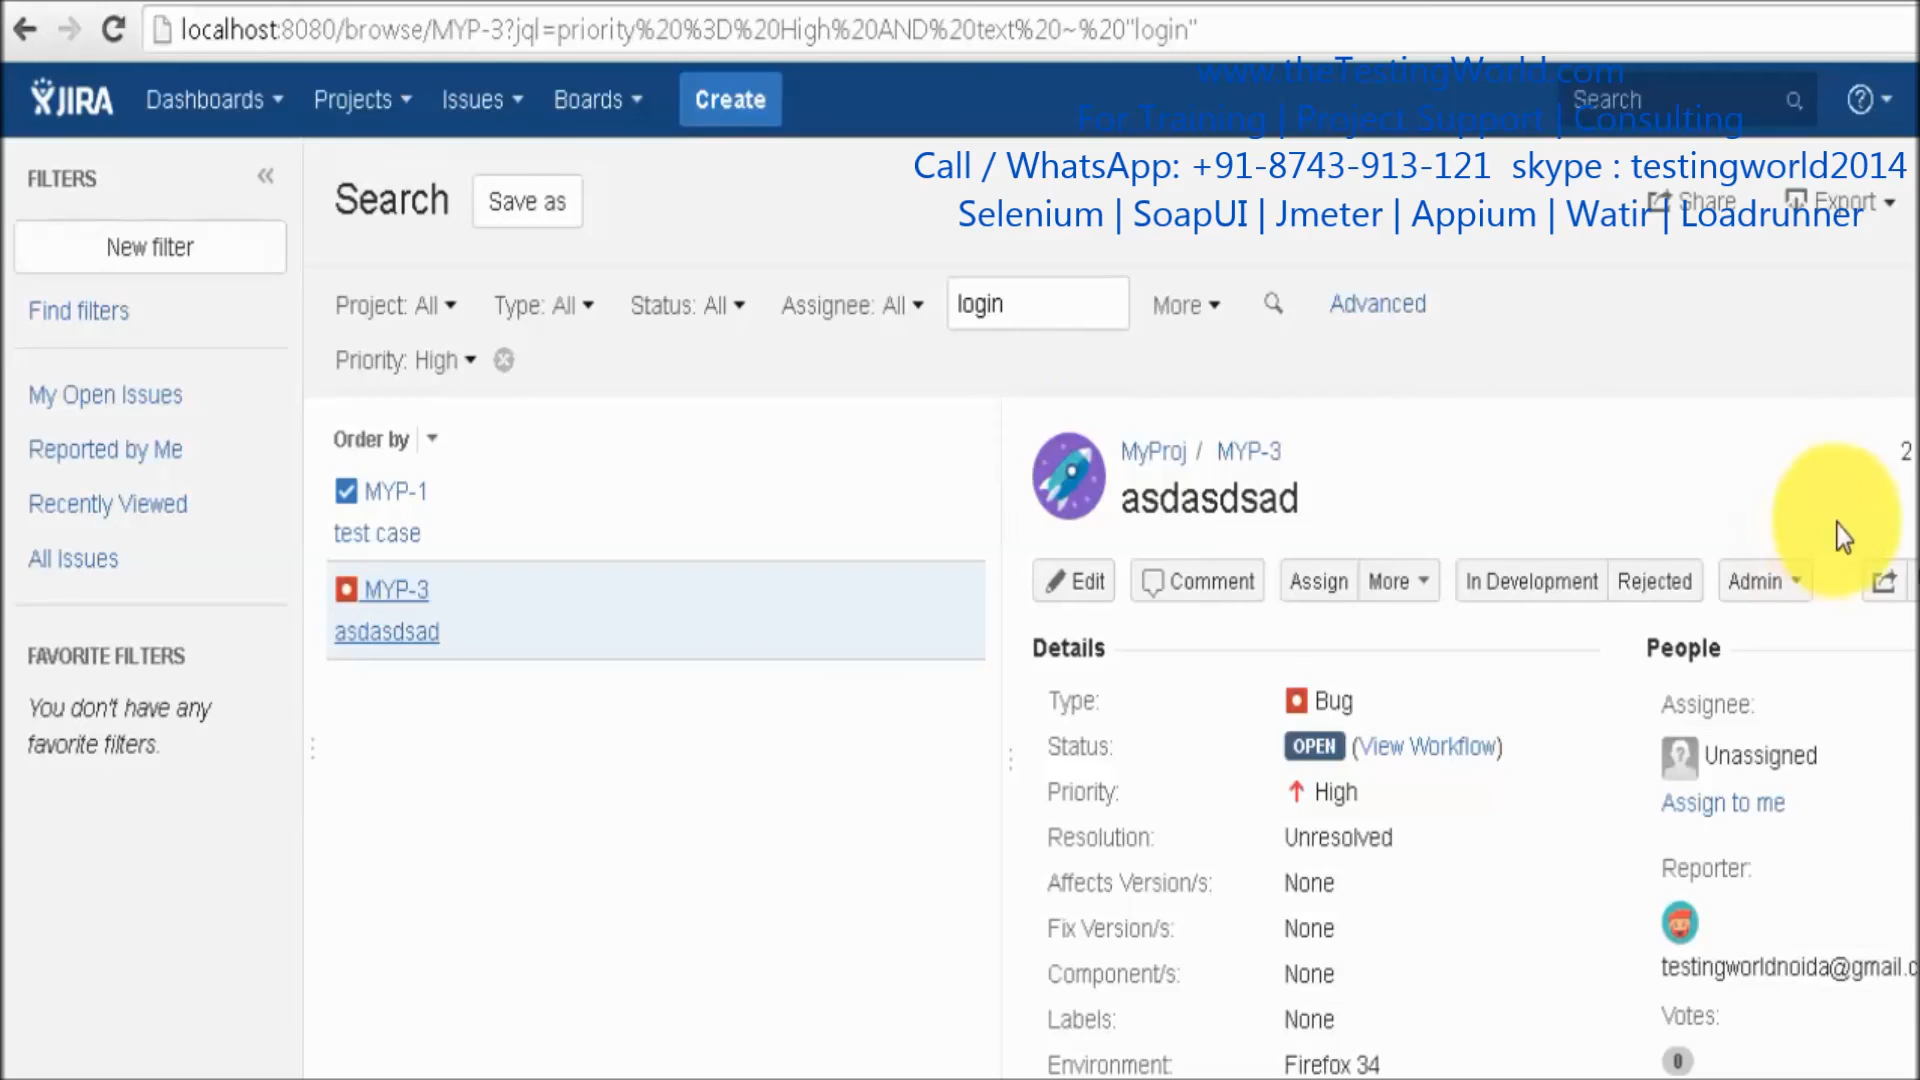 localhost:8080/browse/MYP-3?jql=priority%20%3D%20High%20AND%20text%20~%20"login"
www.theTestingWorld.com
JIRA Dashboards Projects Issues Boards Create Search ?
For Training | Project Support | Consulting
Call / WhatsApp: +91-8743-913-121 skype : testingworld2014
Selenium | SoapUI | Jmeter | Appium | Watir | Loadrunner
FILTERS
Search Save as Share Export
New filter
Find filters
Project: All Type: All Status: All Assignee: All login More Advanced
Priority: High
My Open Issues
Reported by Me
Recently Viewed
All Issues
FAVORITE FILTERS
You don't have any
favorite filters.
Order by
MYP-1
test case
MYP-3
asdasdsad
MyProj / MYP-3 2
asdasdsad
Edit Comment Assign More In Development Rejected Admin
Details
Type: Bug
Status: OPEN (View Workflow)
Priority: High
Resolution: Unresolved
Affects Version/s: None
Fix Version/s: None
Component/s: None
Labels: None
Environment: Firefox 34
People
Assignee:
Unassigned
Assign to me
Reporter:
testingworldnoida@gmail.c
Votes:
0